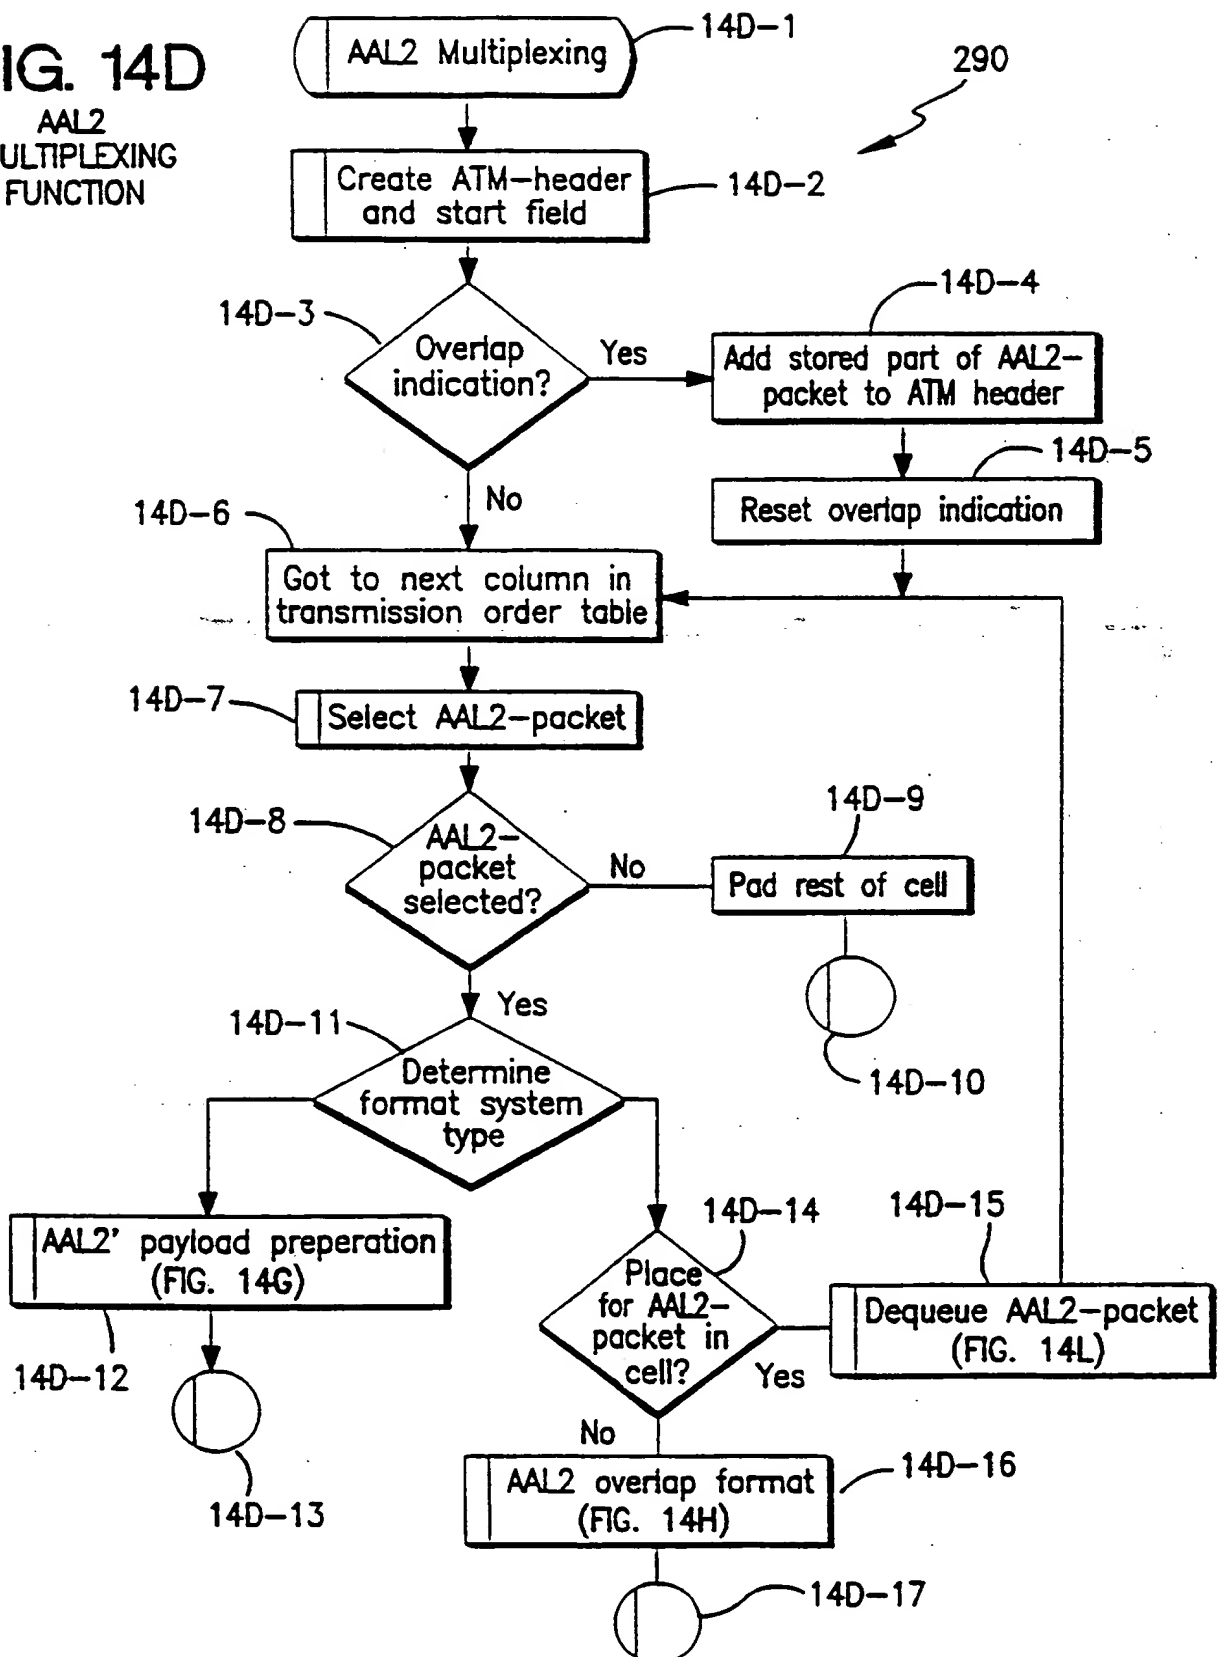 IG. 14D
AAL2
ULTIPLEXING
FUNCTION
AAL2 Multiplexing
14D-1
290
Create ATM-header
and start field
14D-2
14D-3
Overlap
indication?
Yes
14D-4
Add stored part of AAL2-
packet to ATM header
14D-5
Reset overlap indication
No
14D-6
Got to next column in
transmission order table
14D-7
Select AAL2-packet
14D-8
AAL2-
packet
selected?
No
14D-9
Pad rest of cell
14D-10
Yes
14D-11
Determine
format system
type
AAL2' payload preperation
(FIG. 14G)
14D-12
14D-13
14D-14
Place
for AAL2-
packet in
cell?
Yes
14D-15
Dequeue AAL2-packet
(FIG. 14L)
No
AAL2 overlap format
(FIG. 14H)
14D-16
14D-17